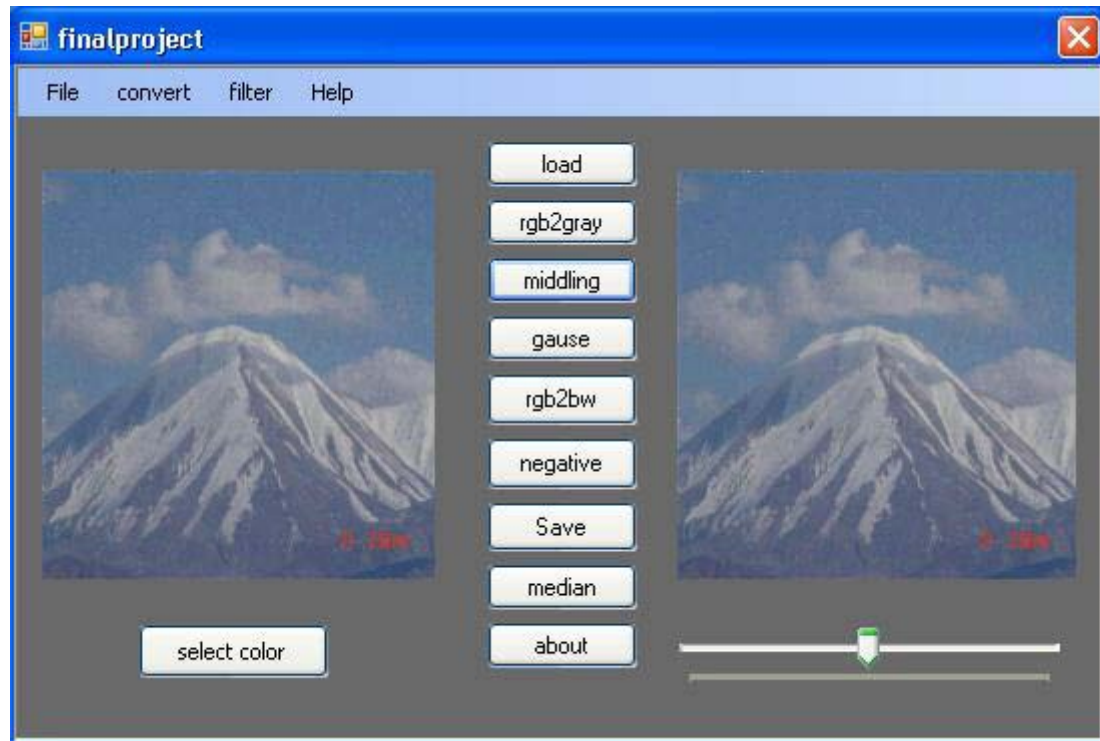 finalproject
File convert filter Help
load
rgb2gray
middling
gause
rgb2bw
negative
Save
median
about
select color